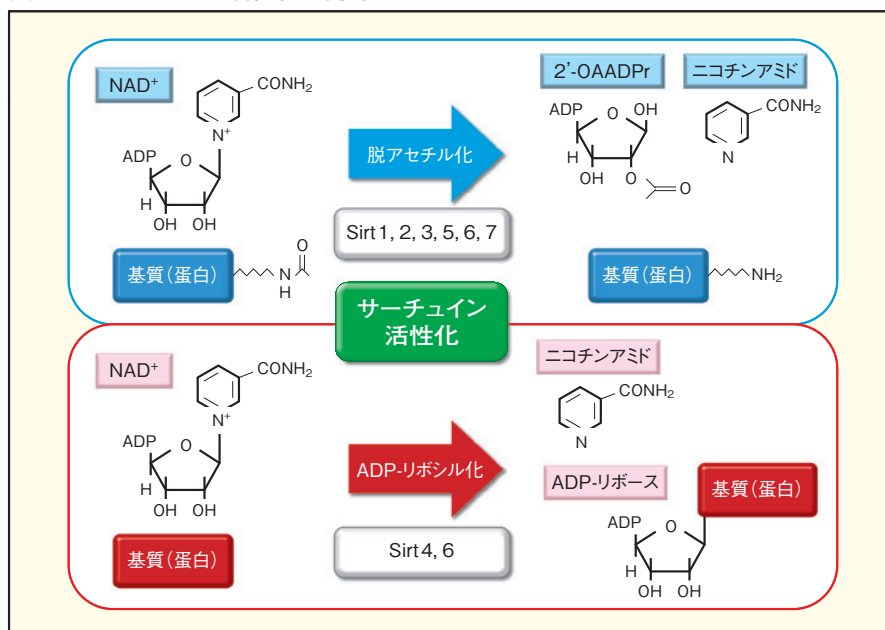 NAD⁺
CONH₂
N⁺
ADP
O
H
OH OH
脱アセチル化
Sirt 1, 2, 3, 5, 6, 7
2’-OAADPr
ニコチンアミド
ADP
O
OH
H
OH
O
O
CONH₂
N
基質(蛋白)
O
N
H
基質(蛋白)
NH₂
サーチュイン
活性化
NAD⁺
CONH₂
N⁺
ADP
O
H
OH OH
基質(蛋白)
ADP-リボシル化
Sirt 4, 6
ニコチンアミド
CONH₂
N
ADP-リボース
基質(蛋白)
ADP
O
H
OH OH